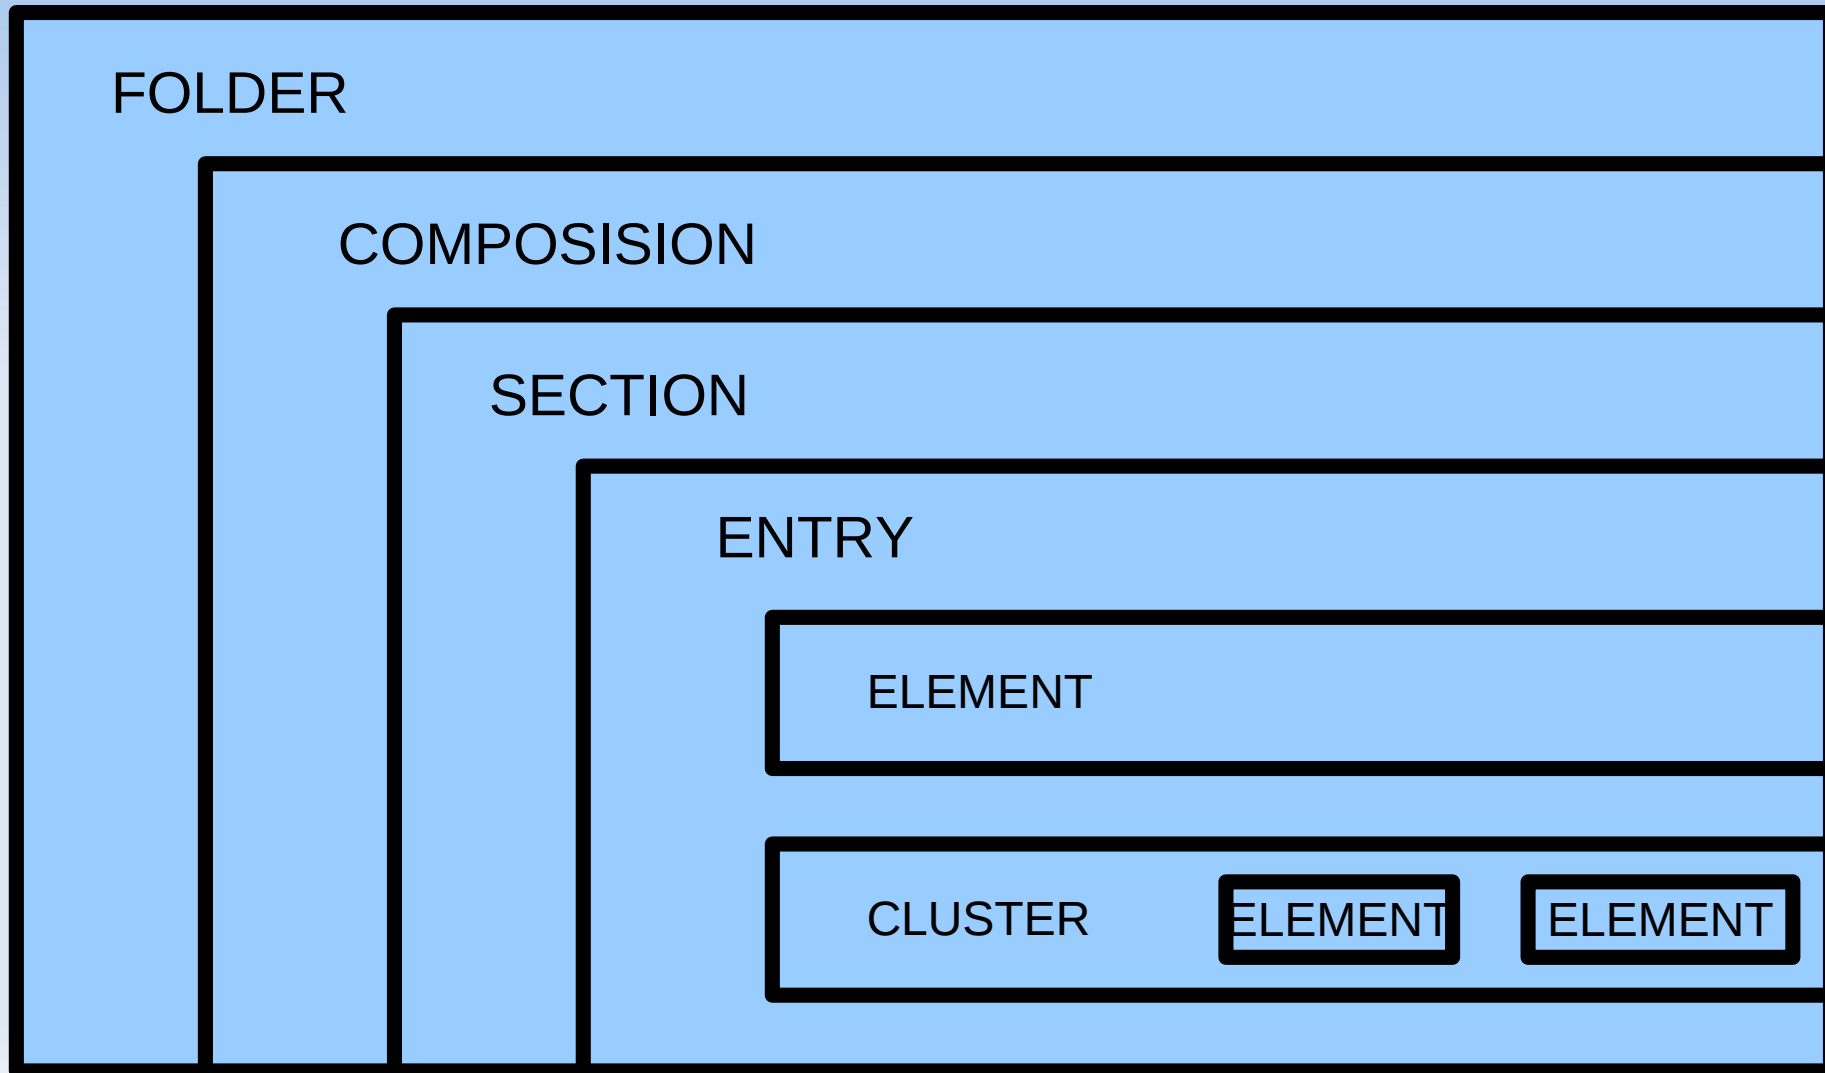 FOLDER
COMPOSISION
SECTION
ENTRY
ELEMENT
CLUSTER ELEMENT ELEMENT